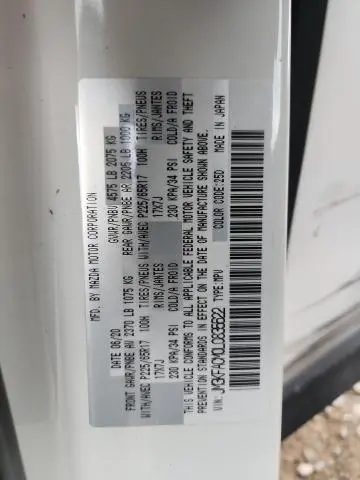 MFD. BY MAZDA MOTOR CORPORATION
DATE 06/20 GVWR/PNBV 4575 LB 2075 KG
FRONT GAWR/PNBE AV 2370 LB 1075 KG REAR GAWR/PNBE AR 2205 LB 1000 KG
WITH/AVEC P225/65R17 100H TIRES/PNEUS WITH/AVEC P225/65R17 100H TIRES/PNEUS
17X7J RIMS/JANTES 17X7J RIMS/JANTES
230 KPA/34 PSI COLD/A FROID 230 KPA/34 PSI COLD/A FROID
THIS VEHICLE CONFORMS TO ALL APPLICABLE FEDERAL MOTOR VEHICLE SAFETY AND THEFT
PREVENTION STANDARDS IN EFFECT ON THE DATE OF MANUFACTURE SHOWN ABOVE.
VIN: TYPE:MPV COLOR CODE: 25D MADE IN JAPAN